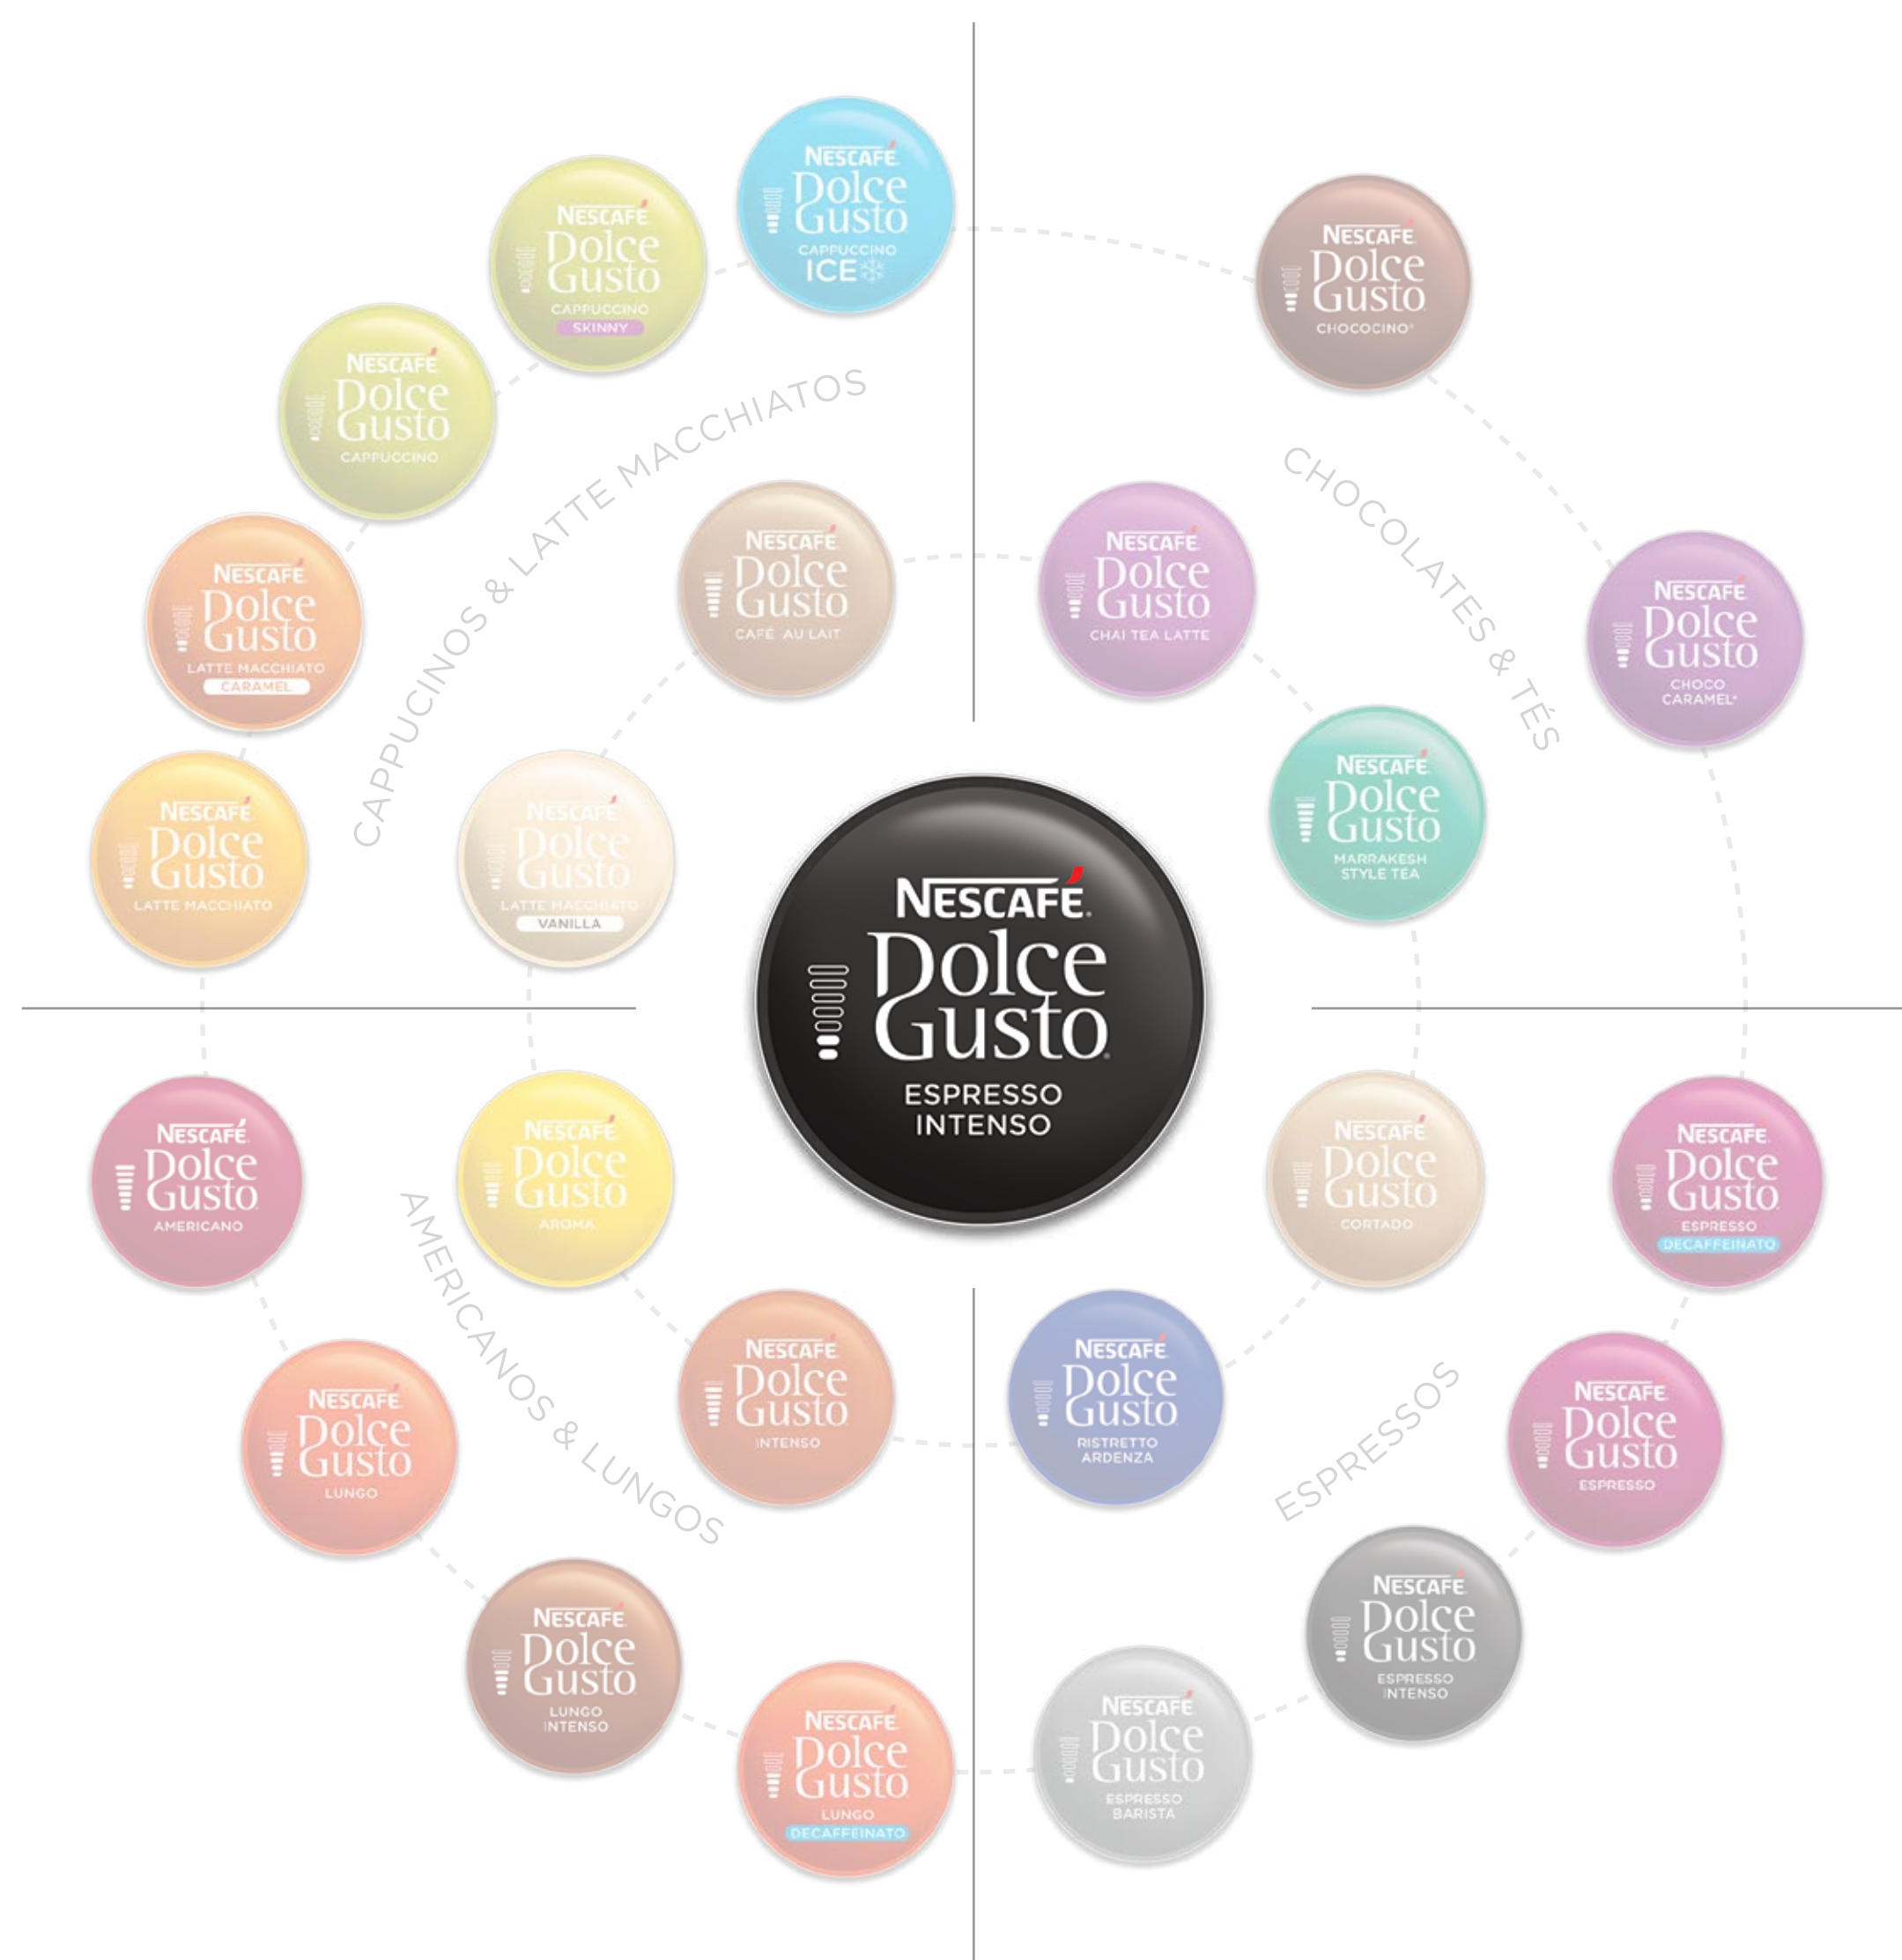 NESCAFÉ
Dolce
Gusto
CAPPUCCINO
ICE
NESCAFÉ
Dolce
Gusto
CAPPUCCINO
SKINNY
NESCAFÉ
Dolce
Gusto
CAPPUCCINO
NESCAFÉ
Dolce
Gusto
LATTE MACCHIATO
CARAMEL
NESCAFÉ
Dolce
Gusto
LATTE MACCHIATO
CAPPUCINOS & LATTE MACCHIATOS
NESCAFÉ
Dolce
Gusto
CAFÉ AU LAIT
NESCAFÉ
Dolce
Gusto
LATTE MACCHIATO
VANILLA
NESCAFÉ
Dolce
Gusto
CHOCOCINO*
CHOCOLATES & TÉS
NESCAFÉ
Dolce
Gusto
CHAI TEA LATTE
NESCAFÉ
Dolce
Gusto
CHOCO
CARAMEL*
NESCAFÉ
Dolce
Gusto
MARRAKESH
STYLE TEA
NESCAFÉ.
Dolce
Gusto
ESPRESSO
INTENSO
NESCAFÉ
Dolce
Gusto
AMERICANO
NESCAFÉ
Dolce
Gusto
AROMA
AMERICANOS & LUNGOS
NESCAFÉ
Dolce
Gusto
LUNGO
NESCAFÉ
Dolce
Gusto
INTENSO
NESCAFÉ
Dolce
Gusto
LUNGO
INTENSO
NESCAFÉ
Dolce
Gusto
LUNGO
DECAFFEINATO
NESCAFÉ
Dolce
Gusto
CORTADO
NESCAFÉ
Dolce
Gusto
ESPRESSO
DECAFFEINATO
NESCAFÉ
Dolce
Gusto
RISTRETTO
ARDENZA
ESPRESSOS
NESCAFÉ
Dolce
Gusto
ESPRESSO
NESCAFÉ
Dolce
Gusto
ESPRESSO
INTENSO
NESCAFÉ
Dolce
Gusto
ESPRESSO
BARISTA